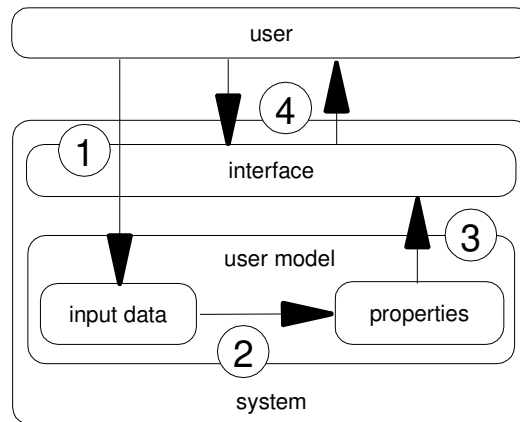 user
4
1
interface
3
user model
input data
properties
2
system